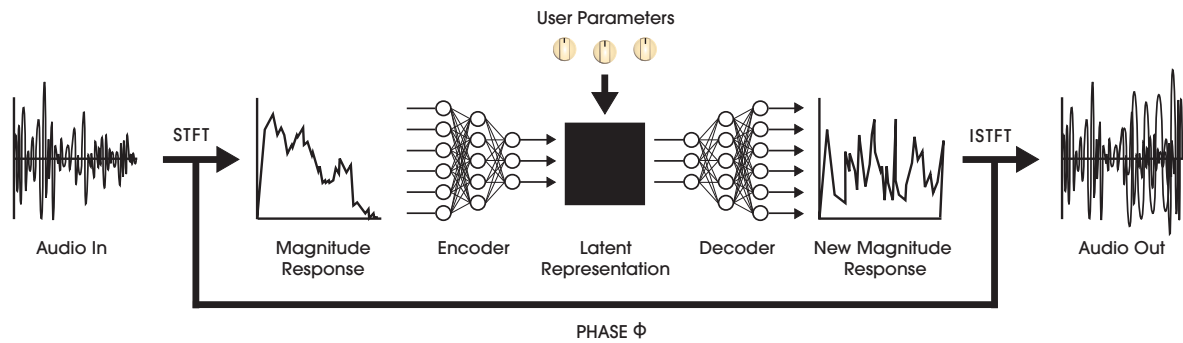 User Parameters
STFT
ISTFT
Audio In
Magnitude
Response
Encoder
Latent
Representation
Decoder
New Magnitude
Response
Audio Out
PHASE Φ